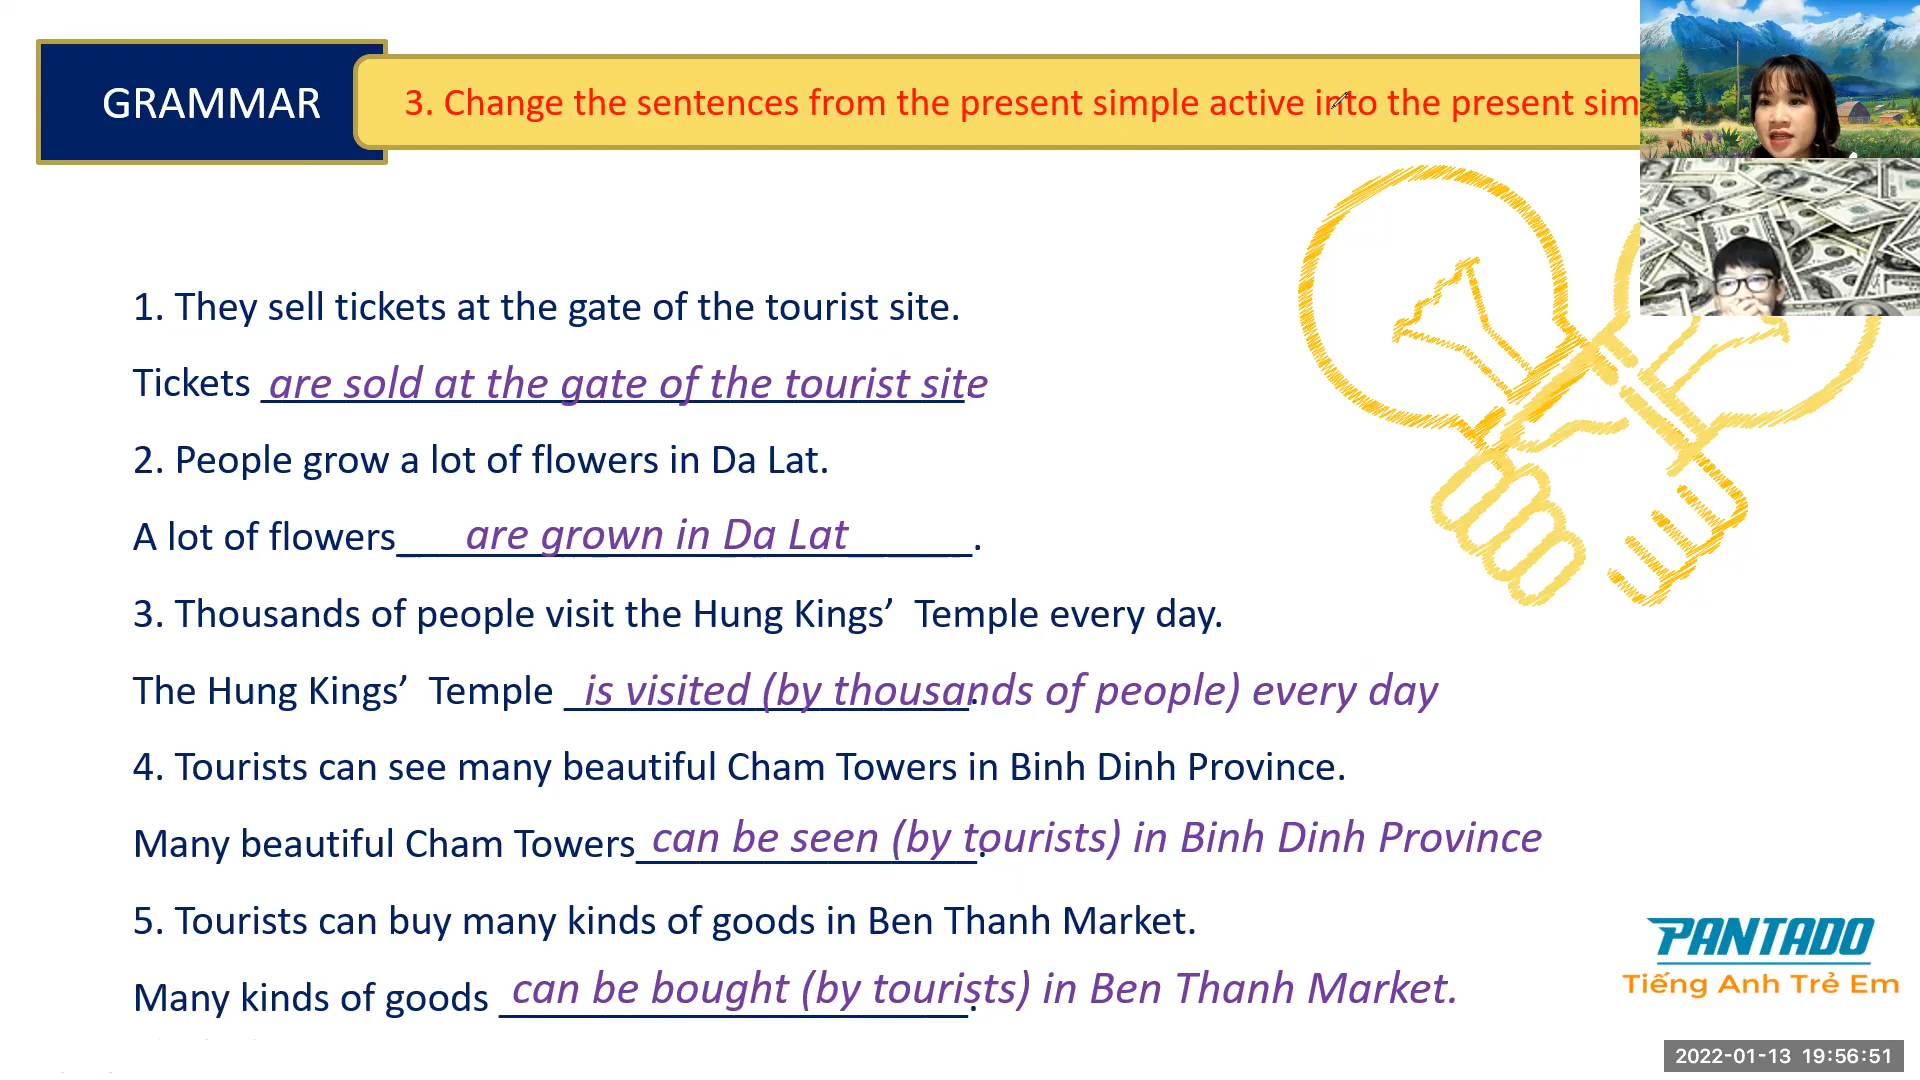 GRAMMAR
3. Change the sentences from the present simple active into the present sim
1. They sell tickets at the gate of the tourist site.
Tickets are sold at the gate of the tourist site
2. People grow a lot of flowers in Da Lat.
A lot of flowers are grown in Da Lat.
3. Thousands of people visit the Hung Kings’ Temple every day.
The Hung Kings’ Temple is visited (by thousands of people) every day
4. Tourists can see many beautiful Cham Towers in Binh Dinh Province.
Many beautiful Cham Towers can be seen (by tourists) in Binh Dinh Province
5. Tourists can buy many kinds of goods in Ben Thanh Market.
Many kinds of goods can be bought (by tourists) in Ben Thanh Market.
PANTADO
Tiếng Anh Trẻ Em
2022-01-13 19:56:51